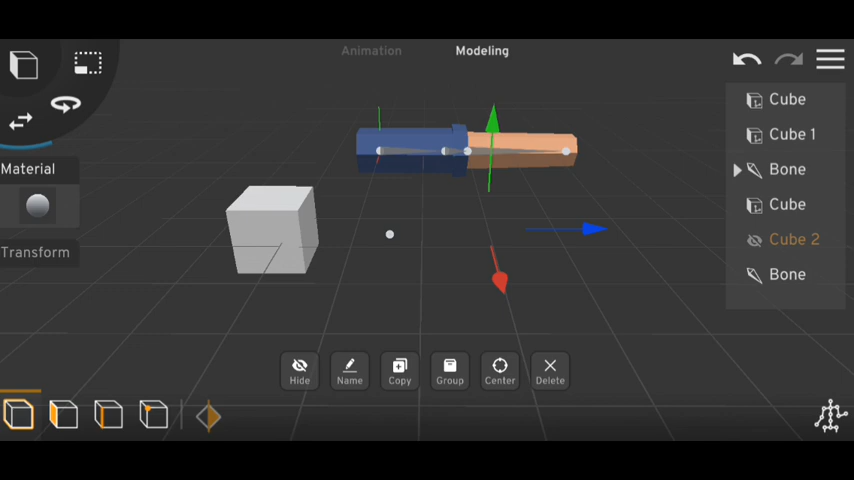 Animation Modeling
Cube
Cube 1
Material
Bone
Cube
Transform
Cube 2
Bone
Hide Name Copy Group Center Delete